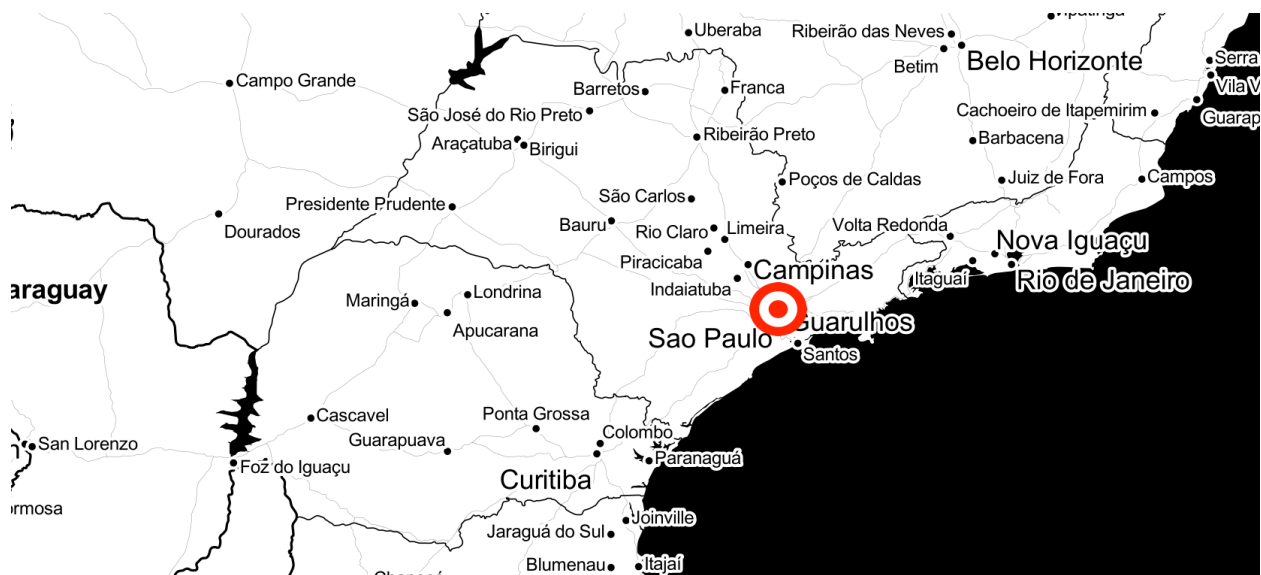 Vipatinga
Uberaba
Ribeirão das Neves
Serra
Betim
Belo Horizonte
Campo Grande
Vila V
Barretos
Franca
São José do Rio Preto
Cachoeiro de Itapemirim
Guarap
Araçatuba
Birigui
Ribeirão Preto
Barbacena
Poços de Caldas
Juiz de Fora
Campos
São Carlos
Presidente Prudente
Dourados
Bauru
Rio Claro
Limeira
Volta Redonda
Nova Iguaçu
Piracicaba
Campinas
Itaguaí
Rio de Janeiro
araguay
Indaiatuba
Maringá
Londrina
Apucarana
Guarulhos
Sao Paulo
Santos
Cascavel
Ponta Grossa
Colombo
San Lorenzo
Guarapuava
Paranaguá
Foz do Iguaçu
Curitiba
ormosa
Joinville
Jaraguá do Sul
Blumenau
Itajaí